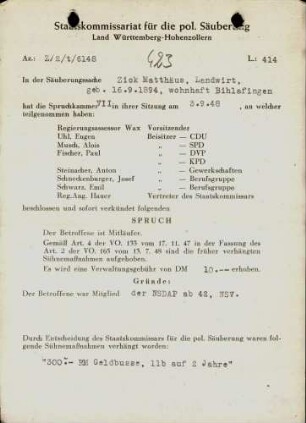 Staatskommissariat für die pol. Säuberung
Land Württemberg-Hohenzollern
Az.: Z/S/t/6148
423
L.: 414
In der Säuberungssache Zick Matthäus, Landwirt,
geb. 16.9.1894, wohnhaft Bihlafingen
hat die Spruchkammer VII in ihrer Sitzung am 3.9.48, an welcher
teilgenommen haben:
Regierungsassessor Wax Vorsitzender
Uhl, Eugen Beisitzer — CDU
Musch, Alois „ — SPD
Fischer, Paul „ — DVP
„ — KPD
Steinacher, Anton „ — Gewerkschaften
Schneckenburger, Josef „ — Berufsgruppe
Schwarz, Emil „ — Berufsgruppe
Reg.Ang. Hazer Vertreter des Staatskommissars
beschlossen und sofort verkündet folgenden
SPRUCH
Der Betroffene ist Mitläufer.
Gemäß Art. 4 der VO. 133 vom 17. 11. 47 in der Fassung des
Art. 2 der VO. 165 vom 13. 7. 48 sind die früher verhängten
Sühnemaßnahmen aufgehoben.
Es wird eine Verwaltungsgebühr von DM 10.-- erhoben.
Gründe:
Der Betroffene war Mitglied der NSDAP ab 42, NSV.
Durch Entscheidung des Staatskommissars für die pol. Säuberung waren fol-
gende Sühnemaßnahmen verhängt worden:
"300.- RM Geldbusse, 11b auf 2 Jahre"